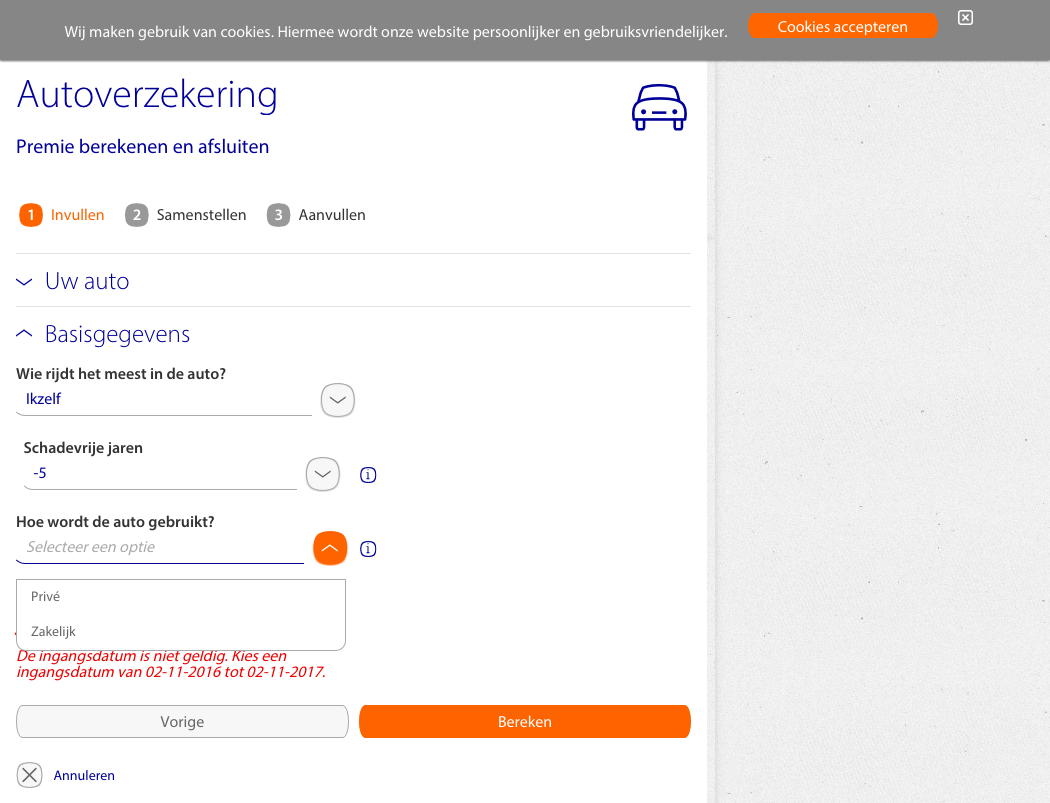 Wij maken gebruik van cookies. Hiermee wordt onze website persoonlijker en gebruiksvriendelijker.
Cookies accepteren
Autoverzekering
Premie berekenen en afsluiten
1 Invullen 2 Samenstellen 3 Aanvullen
Uw auto
Basisgegevens
Wie rijdt het meest in de auto?
Ikzelf
Schadevrije jaren
-5
Hoe wordt de auto gebruikt?
Selecteer een optie
Privé
Zakelijk
De ingangsdatum is niet geldig. Kies een
ingangsdatum van 02-11-2016 tot 02-11-2017.
Vorige
Bereken
Annuleren